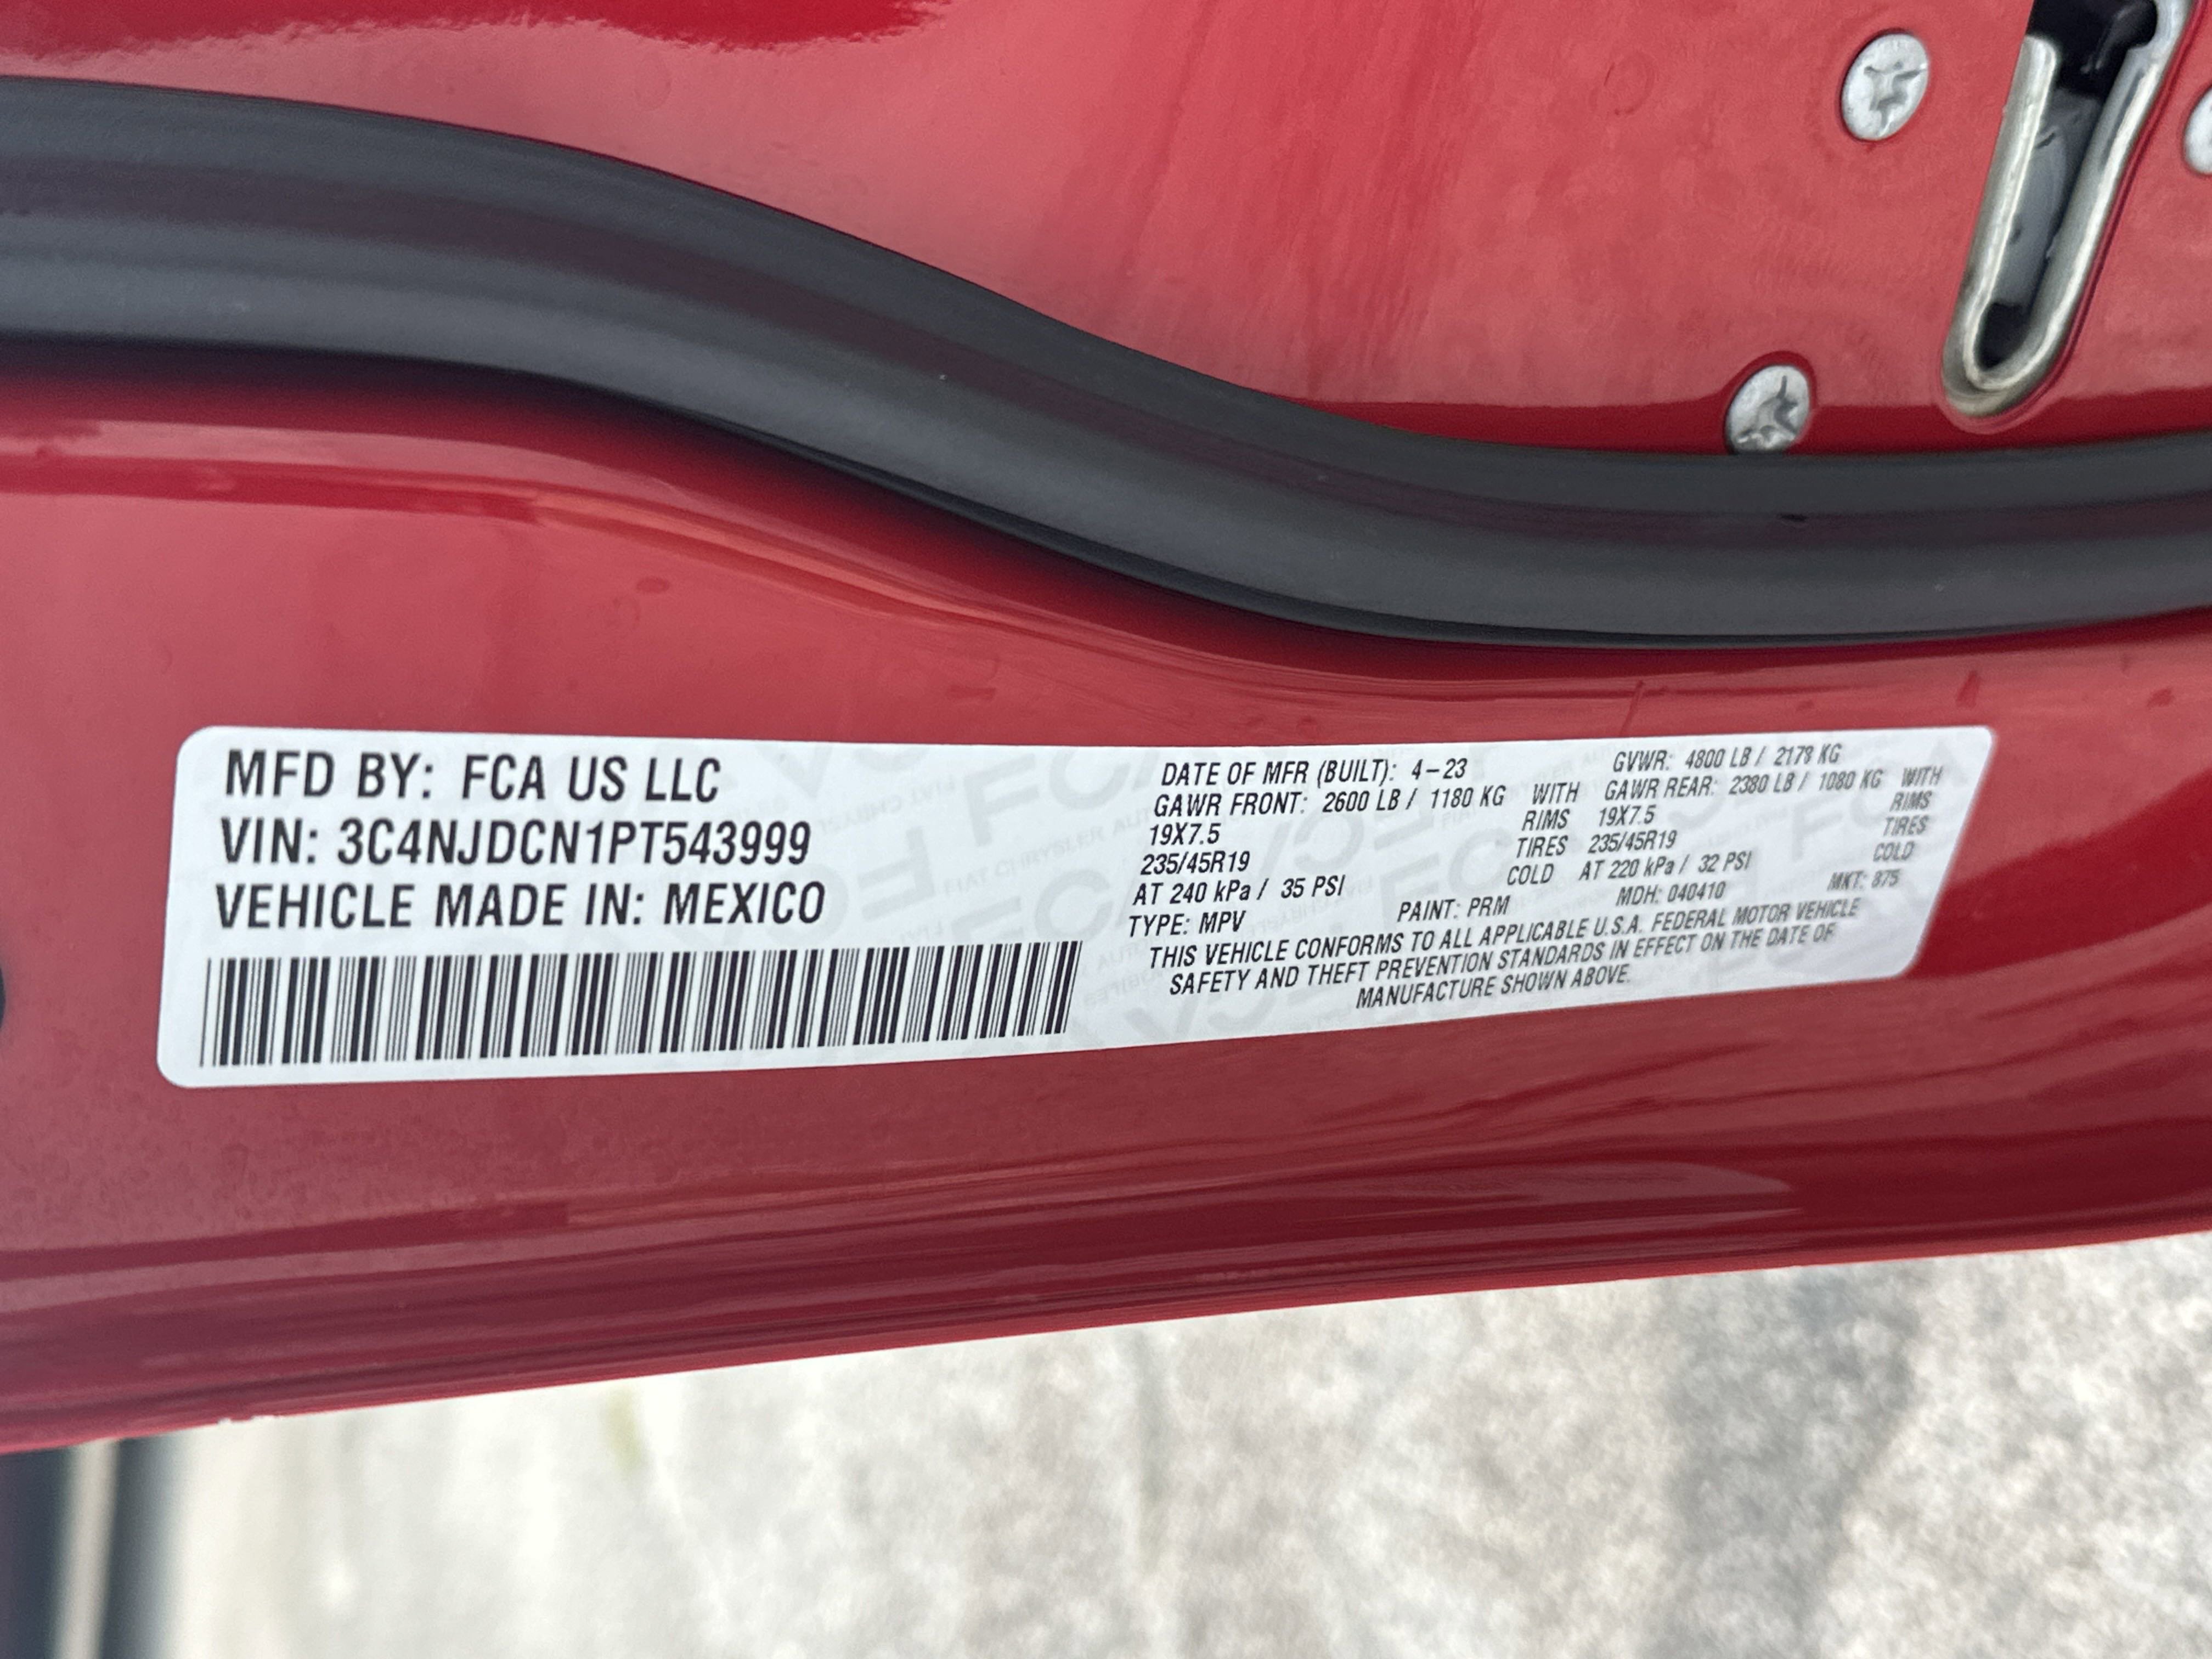 MFD BY: FCA US LLC
VIN: 3C4NJDCN1PT543999
VEHICLE MADE IN: MEXICO
DATE OF MFR (BUILT): 4-23 GVWR: 4800 LB / 2178 KG
GAWR FRONT: 2600 LB / 1180 KG WITH GAWR REAR: 2380 LB / 1080 KG WITH
19X7.5 RIMS 19X7.5 RIMS
235/45R19 TIRES 235/45R19 TIRES
AT 240 kPa / 35 PSI COLD AT 220 kPa / 32 PSI COLD
TYPE: MPV PAINT: PRM MDH: 040410 MKT: 875
THIS VEHICLE CONFORMS TO ALL APPLICABLE U.S.A. FEDERAL MOTOR VEHICLE
SAFETY AND THEFT PREVENTION STANDARDS IN EFFECT ON THE DATE OF
MANUFACTURE SHOWN ABOVE.